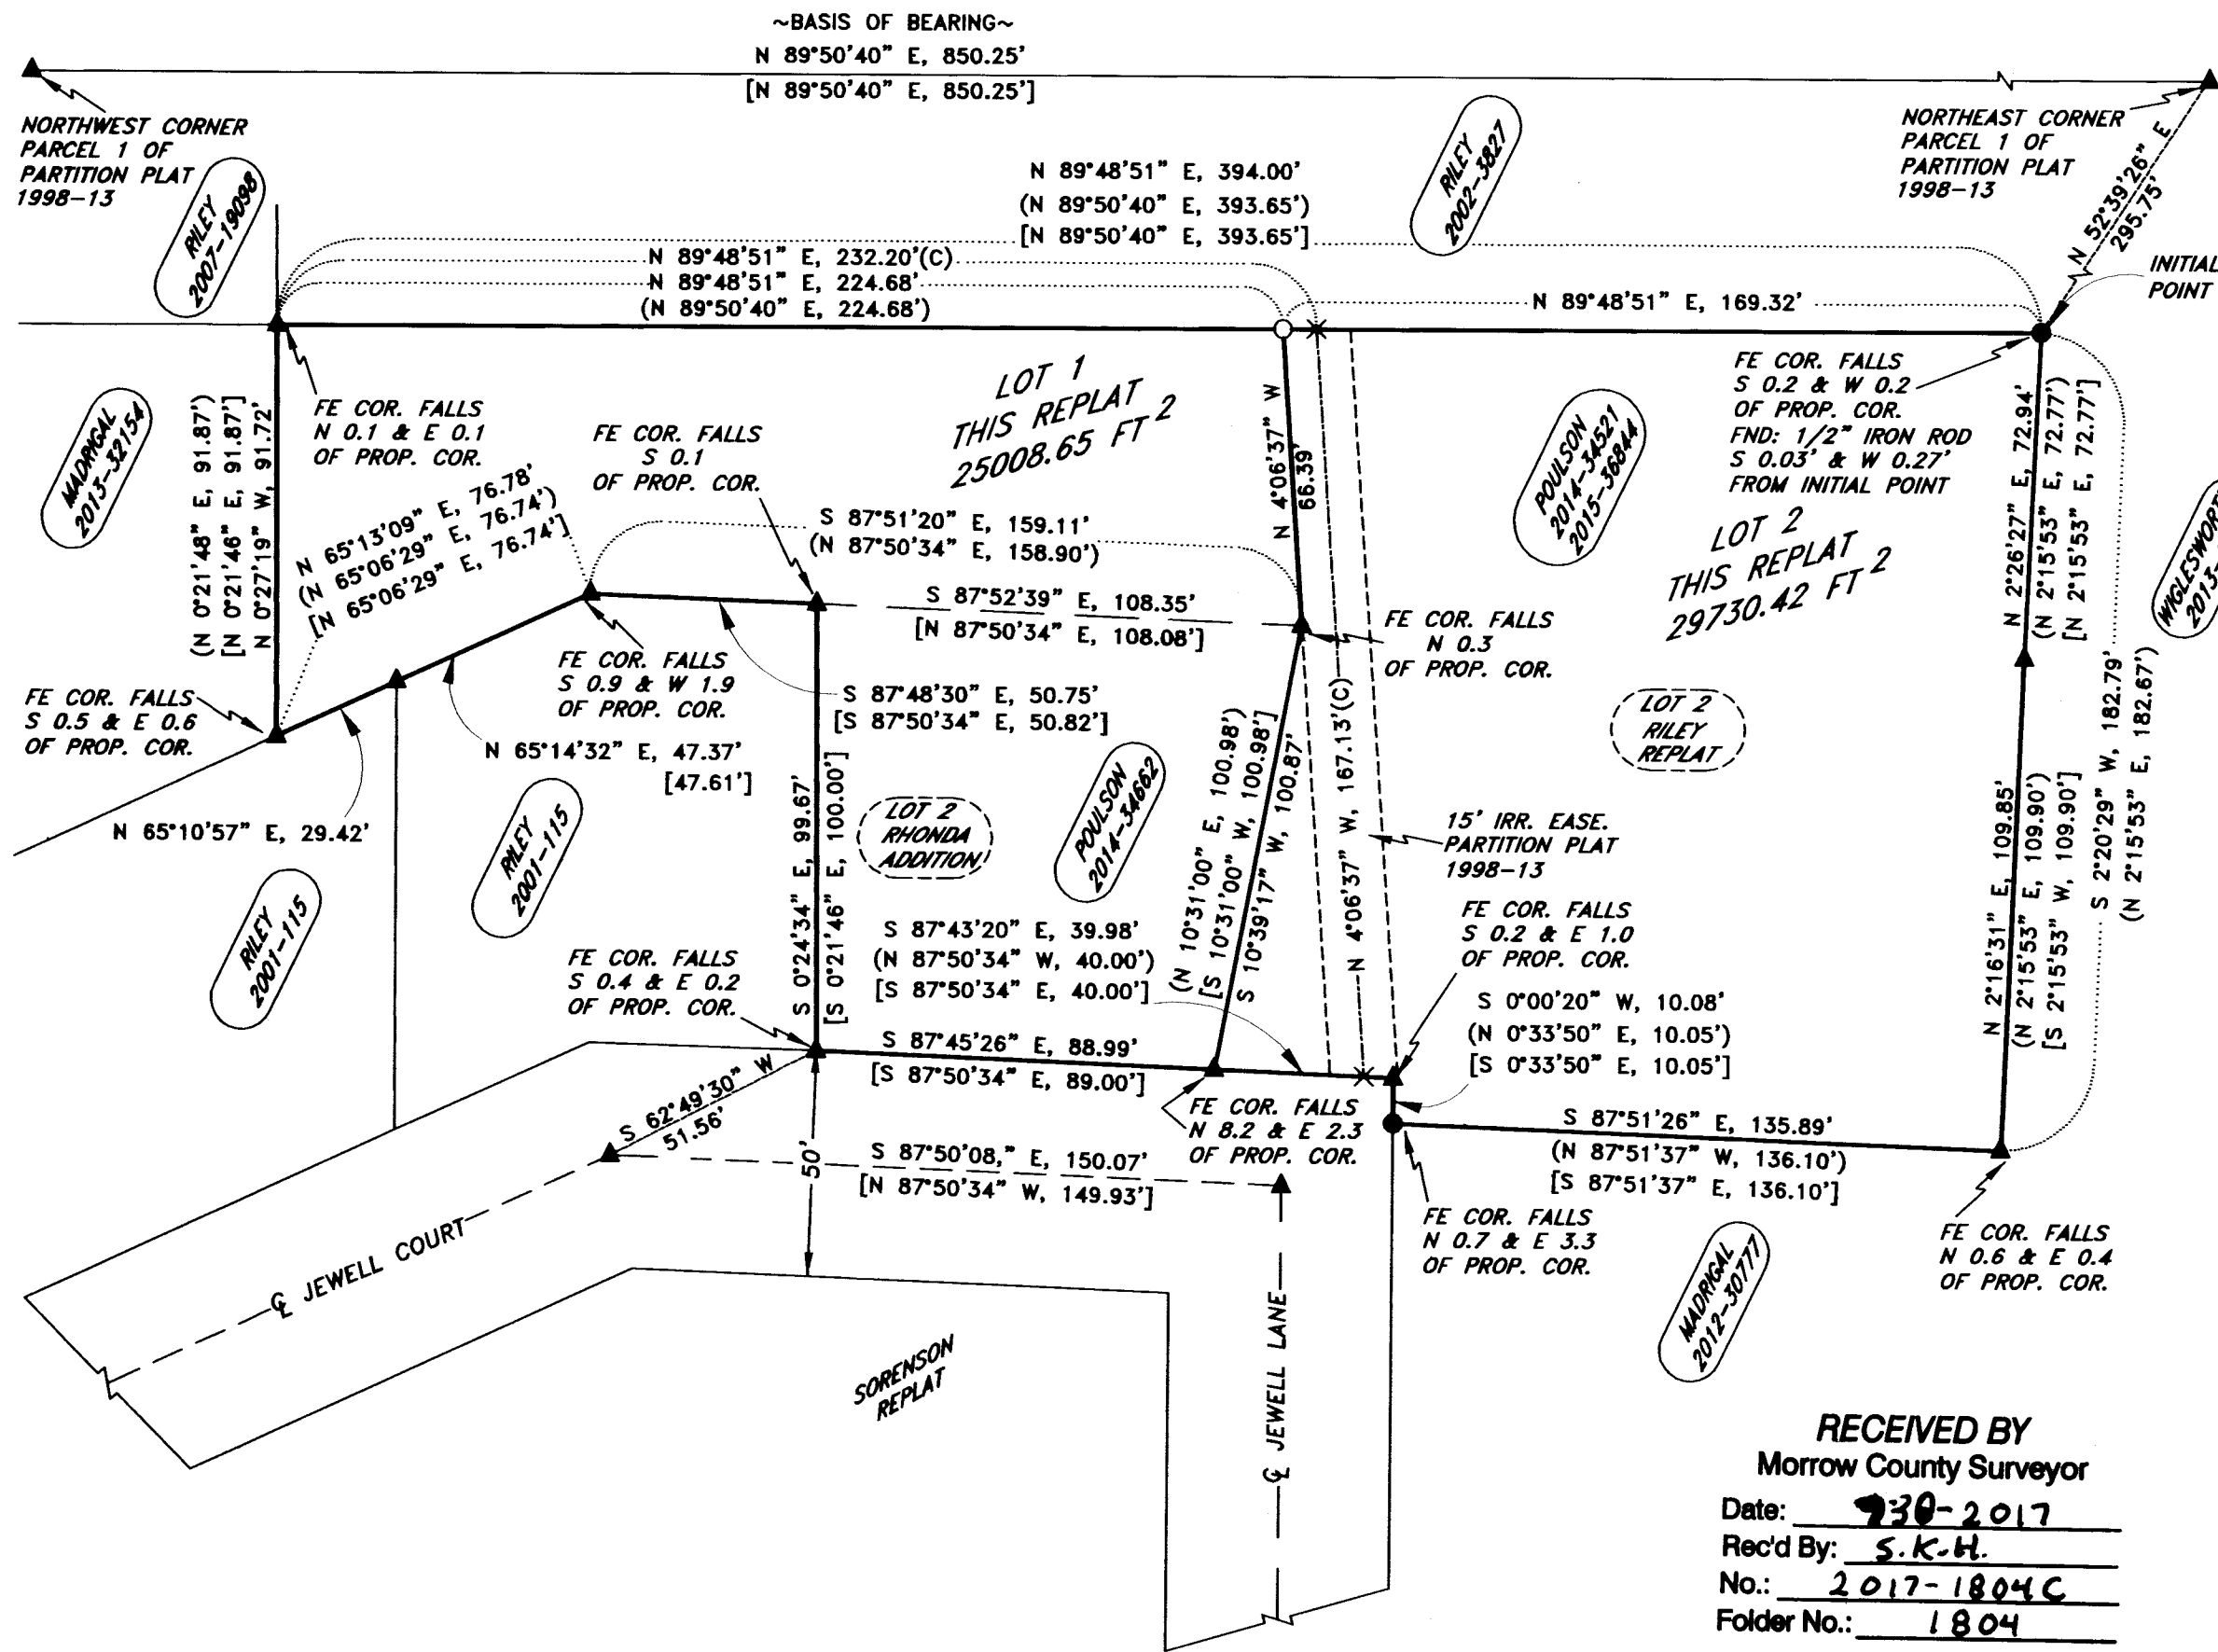 ~BASIS OF BEARING~
N 89°50'40" E, 850.25'
[N 89°50'40" E, 850.25']
NORTHWEST CORNER
PARCEL 1 OF
PARTITION PLAT
1998-13
RILEY
2007-19098
N 89°48'51" E, 394.00'
(N 89°50'40" E, 393.65')
[N 89°50'40" E, 393.65']
RILEY
2002-3827
NORTHEAST CORNER
PARCEL 1 OF
PARTITION PLAT
1998-13
N 52°39'26" E
295.75'
INITIAL
POINT
N 89°48'51" E, 232.20'(C)
N 89°48'51" E, 224.68'
(N 89°50'40" E, 224.68')
N 89°48'51" E, 169.32'
MADRIGAL
2013-32154
(N 0°21'48" E, 91.87')
[N 0°21'46" E, 91.87']
N 0°27'19" W, 91.72'
FE COR. FALLS
N 0.1 & E 0.1
OF PROP. COR.
FE COR. FALLS
S 0.1
OF PROP. COR.
LOT 1
THIS REPLAT
25008.65 FT 2
N 4°06'37" W
66.39'
POULSON
2014-34521
2015-36844
FE COR. FALLS
S 0.2 & W 0.2
OF PROP. COR.
FND: 1/2" IRON ROD
S 0.03' & W 0.27'
FROM INITIAL POINT
N 2°26'27" E, 72.94'
(N 2°15'53" E, 72.77')
[N 2°15'53" E, 72.77']
LOT 2
THIS REPLAT
29730.42 FT 2
N 65°13'09" E, 76.78'
(N 65°06'29" E, 76.74')
[N 65°06'29" E, 76.74']
S 87°51'20" E, 159.11'
(N 87°50'34" E, 158.90')
S 87°52'39" E, 108.35'
[N 87°50'34" E, 108.08']
FE COR. FALLS
N 0.3
OF PROP. COR.
FE COR. FALLS
S 0.9 & W 1.9
OF PROP. COR.
FE COR. FALLS
S 0.5 & E 0.6
OF PROP. COR.
S 87°48'30" E, 50.75'
[S 87°50'34" E, 50.82']
N 65°14'32" E, 47.37'
[47.61']
N 65°10'57" E, 29.42'
RILEY
2001-115
RILEY
2001-115
S 0°24'34" E, 99.67'
[S 0°21'46" E, 100.00']
LOT 2
RHONDA
ADDITION
POULSON
2014-34662
(N 10°31'00" E, 100.98')
[S 10°31'00" W, 100.98']
S 10°39'17" W, 100.87'
N 4°06'37" W, 167.13'(C)
LOT 2
RILEY
REPLAT
15' IRR. EASE.
PARTITION PLAT
1998-13
N 2°16'31" E, 109.85'
(N 2°15'53" E, 109.90')
[S 2°15'53" W, 109.90']
S 2°20'29" W, 182.79'
(N 2°15'53" E, 182.67')
FE COR. FALLS
S 0.4 & E 0.2
OF PROP. COR.
S 87°43'20" E, 39.98'
(N 87°50'34" W, 40.00')
[S 87°50'34" E, 40.00']
FE COR. FALLS
S 0.2 & E 1.0
OF PROP. COR.
S 0°00'20" W, 10.08'
(N 0°33'50" E, 10.05')
[S 0°33'50" E, 10.05']
S 87°45'26" E, 88.99'
[S 87°50'34" E, 89.00']
S 62°49'30" W
51.56'
FE COR. FALLS
N 8.2 & E 2.3
OF PROP. COR.
S 87°51'26" E, 135.89'
(N 87°51'37" W, 136.10')
[S 87°51'37" E, 136.10']
50'
S 87°50'08," E, 150.07'
[N 87°50'34" W, 149.93']
FE COR. FALLS
N 0.7 & E 3.3
OF PROP. COR.
FE COR. FALLS
N 0.6 & E 0.4
OF PROP. COR.
MADRIGAL
2012-30777
℄ JEWELL COURT
℄ JEWELL LANE
SORENSON
REPLAT
RECEIVED BY
Morrow County Surveyor
Date: -2017
Rec'd By: S.K.H.
No.: 2017-1804C
Folder No.: 1804